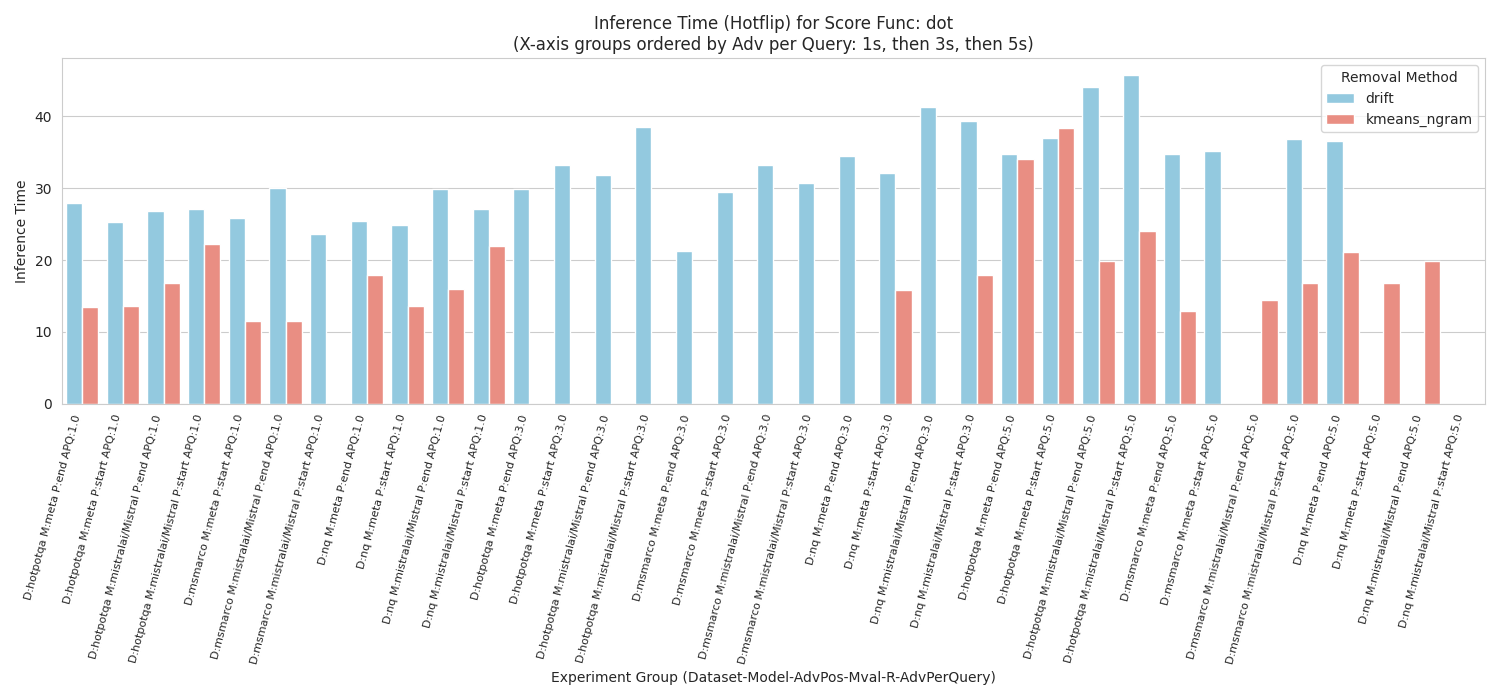 Inference Time (Hotflip) for Score Func: dot
(X-axis groups ordered by Adv per Query: 1s, then 3s, then 5s)
Removal Method
drift
kmeans_ngram
Inference Time
40
30
20
10
0
D:hotpotqa M:meta P:end APQ:1.0
D:hotpotqa M:meta P:start APQ:1.0
D:hotpotqa M:mistralai/Mistral P:end APQ:1.0
D:hotpotqa M:mistralai/Mistral P:start APQ:1.0
D:msmarco M:meta P:start APQ:1.0
D:msmarco M:mistralai/Mistral P:end APQ:1.0
D:msmarco M:mistralai/Mistral P:start APQ:1.0
D:nq M:meta P:end APQ:1.0
D:nq M:meta P:start APQ:1.0
D:nq M:mistralai/Mistral P:end APQ:1.0
D:nq M:mistralai/Mistral P:start APQ:1.0
D:hotpotqa M:meta P:end APQ:3.0
D:hotpotqa M:meta P:start APQ:3.0
D:hotpotqa M:mistralai/Mistral P:end APQ:3.0
D:hotpotqa M:mistralai/Mistral P:start APQ:3.0
D:msmarco M:meta P:end APQ:3.0
D:msmarco M:meta P:start APQ:3.0
D:msmarco M:mistralai/Mistral P:end APQ:3.0
D:msmarco M:mistralai/Mistral P:start APQ:3.0
D:nq M:meta P:end APQ:3.0
D:nq M:meta P:start APQ:3.0
D:nq M:mistralai/Mistral P:end APQ:3.0
D:nq M:mistralai/Mistral P:start APQ:3.0
D:hotpotqa M:meta P:end APQ:5.0
D:hotpotqa M:meta P:start APQ:5.0
D:hotpotqa M:mistralai/Mistral P:end APQ:5.0
D:hotpotqa M:mistralai/Mistral P:start APQ:5.0
D:msmarco M:meta P:end APQ:5.0
D:msmarco M:meta P:start APQ:5.0
D:msmarco M:mistralai/Mistral P:end APQ:5.0
D:msmarco M:mistralai/Mistral P:start APQ:5.0
D:nq M:meta P:end APQ:5.0
D:nq M:meta P:start APQ:5.0
D:nq M:mistralai/Mistral P:end APQ:5.0
D:nq M:mistralai/Mistral P:start APQ:5.0
Experiment Group (Dataset-Model-AdvPos-Mval-R-AdvPerQuery)